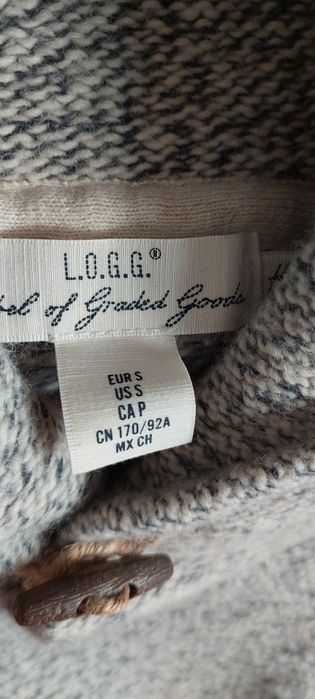 L.O.G.G.®
of Graded Goods
EUR S
US S
CA P
CN 170/92A
MX CH